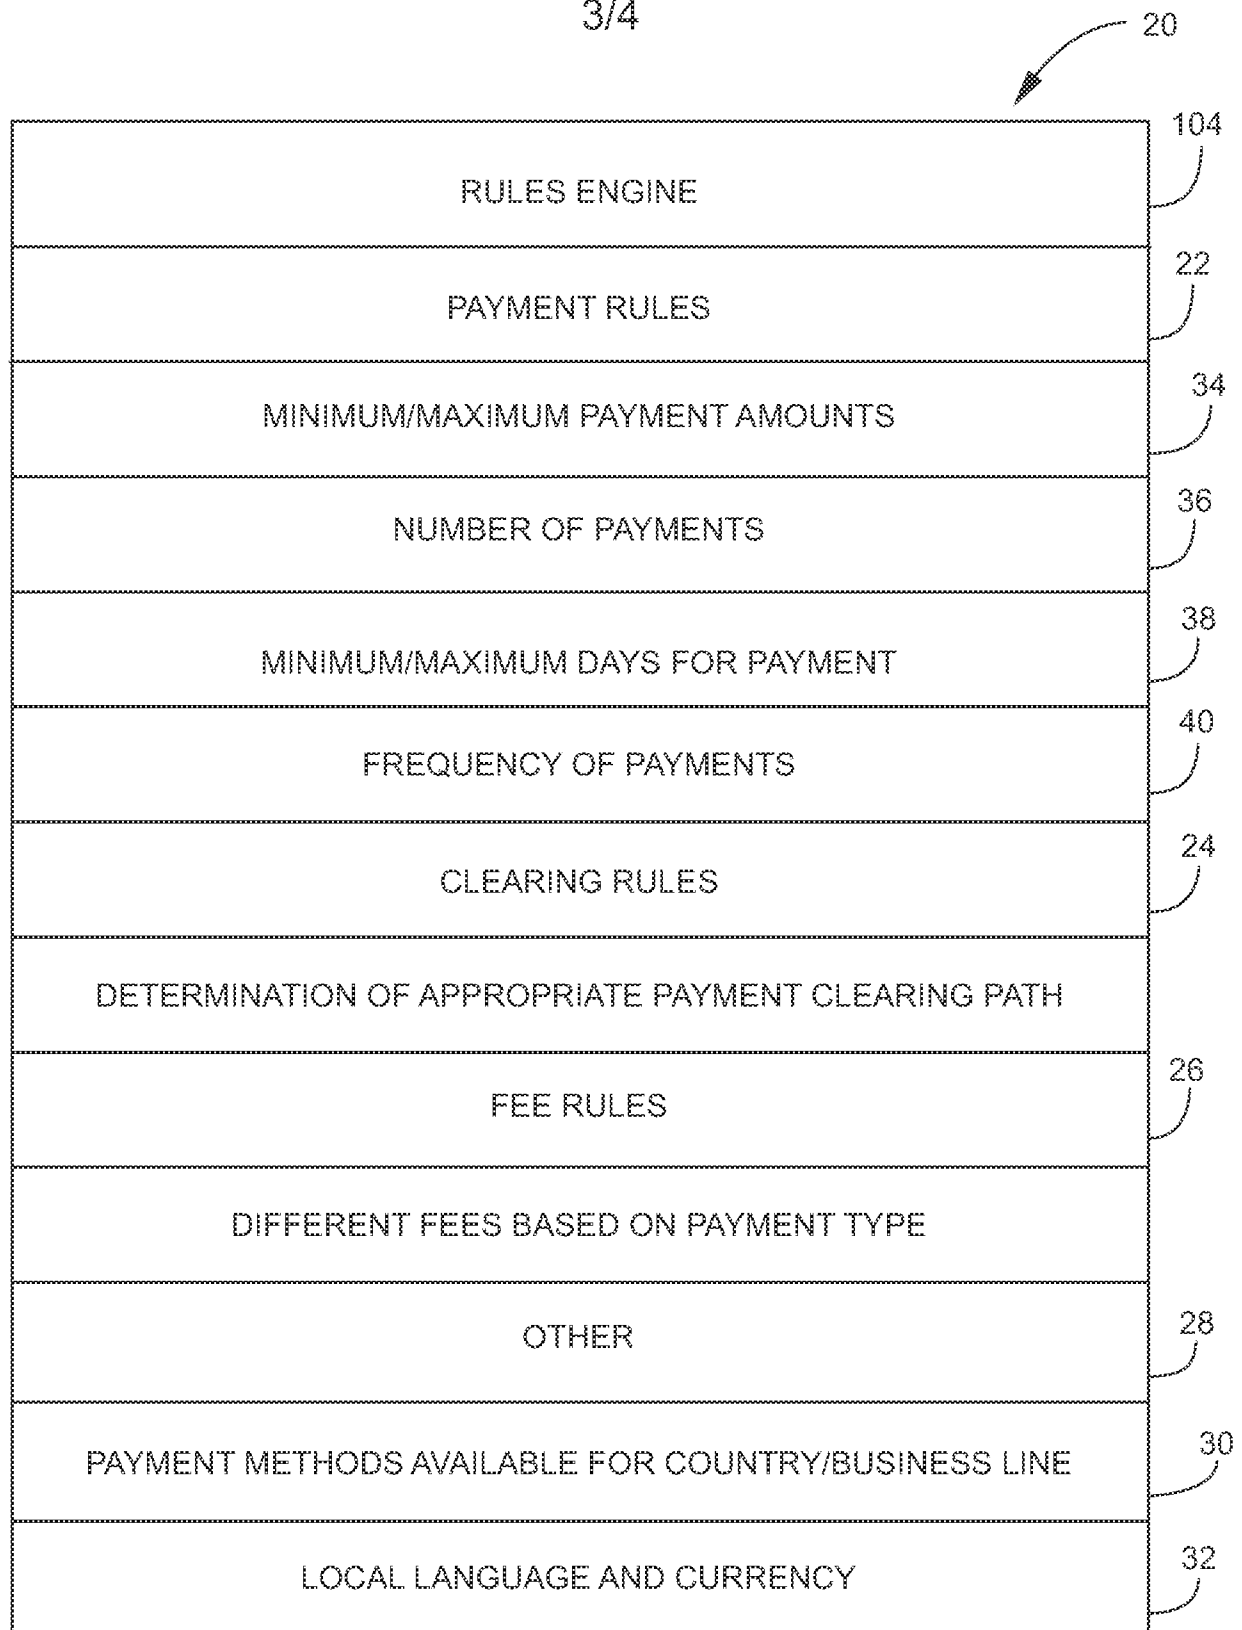 3/4
20
104
RULES ENGINE
22
PAYMENT RULES
34
MINIMUM/MAXIMUM PAYMENT AMOUNTS
36
NUMBER OF PAYMENTS
38
MINIMUM/MAXIMUM DAYS FOR PAYMENT
40
FREQUENCY OF PAYMENTS
24
CLEARING RULES
DETERMINATION OF APPROPRIATE PAYMENT CLEARING PATH
26
FEE RULES
DIFFERENT FEES BASED ON PAYMENT TYPE
28
OTHER
30
PAYMENT METHODS AVAILABLE FOR COUNTRY/BUSINESS LINE
32
LOCAL LANGUAGE AND CURRENCY